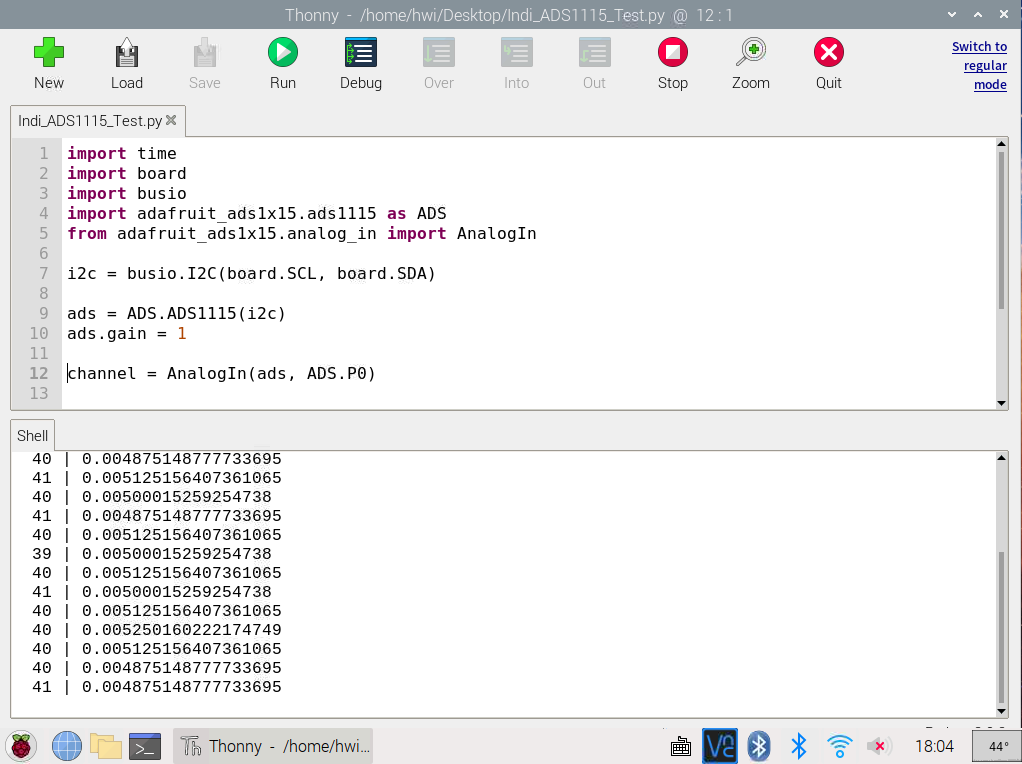 Thonny - /home/hwi/Desktop/Indi_ADS1115_Test.py @ 12 : 1
New Load Save Run Debug Over Into Out Stop Zoom Quit
Switch to
regular
mode
Indi_ADS1115_Test.py
1 import time
2 import board
3 import busio
4 import adafruit_ads1x15.ads1115 as ADS
5 from adafruit_ads1x15.analog_in import AnalogIn
6
7 i2c = busio.I2C(board.SCL, board.SDA)
8
9 ads = ADS.ADS1115(i2c)
10 ads.gain = 1
11
12 channel = AnalogIn(ads, ADS.P0)
13
Shell
40 | 0.004875148777733695
41 | 0.005125156407361065
40 | 0.00500015259254738
41 | 0.004875148777733695
40 | 0.005125156407361065
39 | 0.00500015259254738
40 | 0.005125156407361065
41 | 0.00500015259254738
40 | 0.005125156407361065
40 | 0.005250160222174749
40 | 0.005125156407361065
40 | 0.004875148777733695
41 | 0.004875148777733695
Thonny - /home/hwi... 18:04 44°